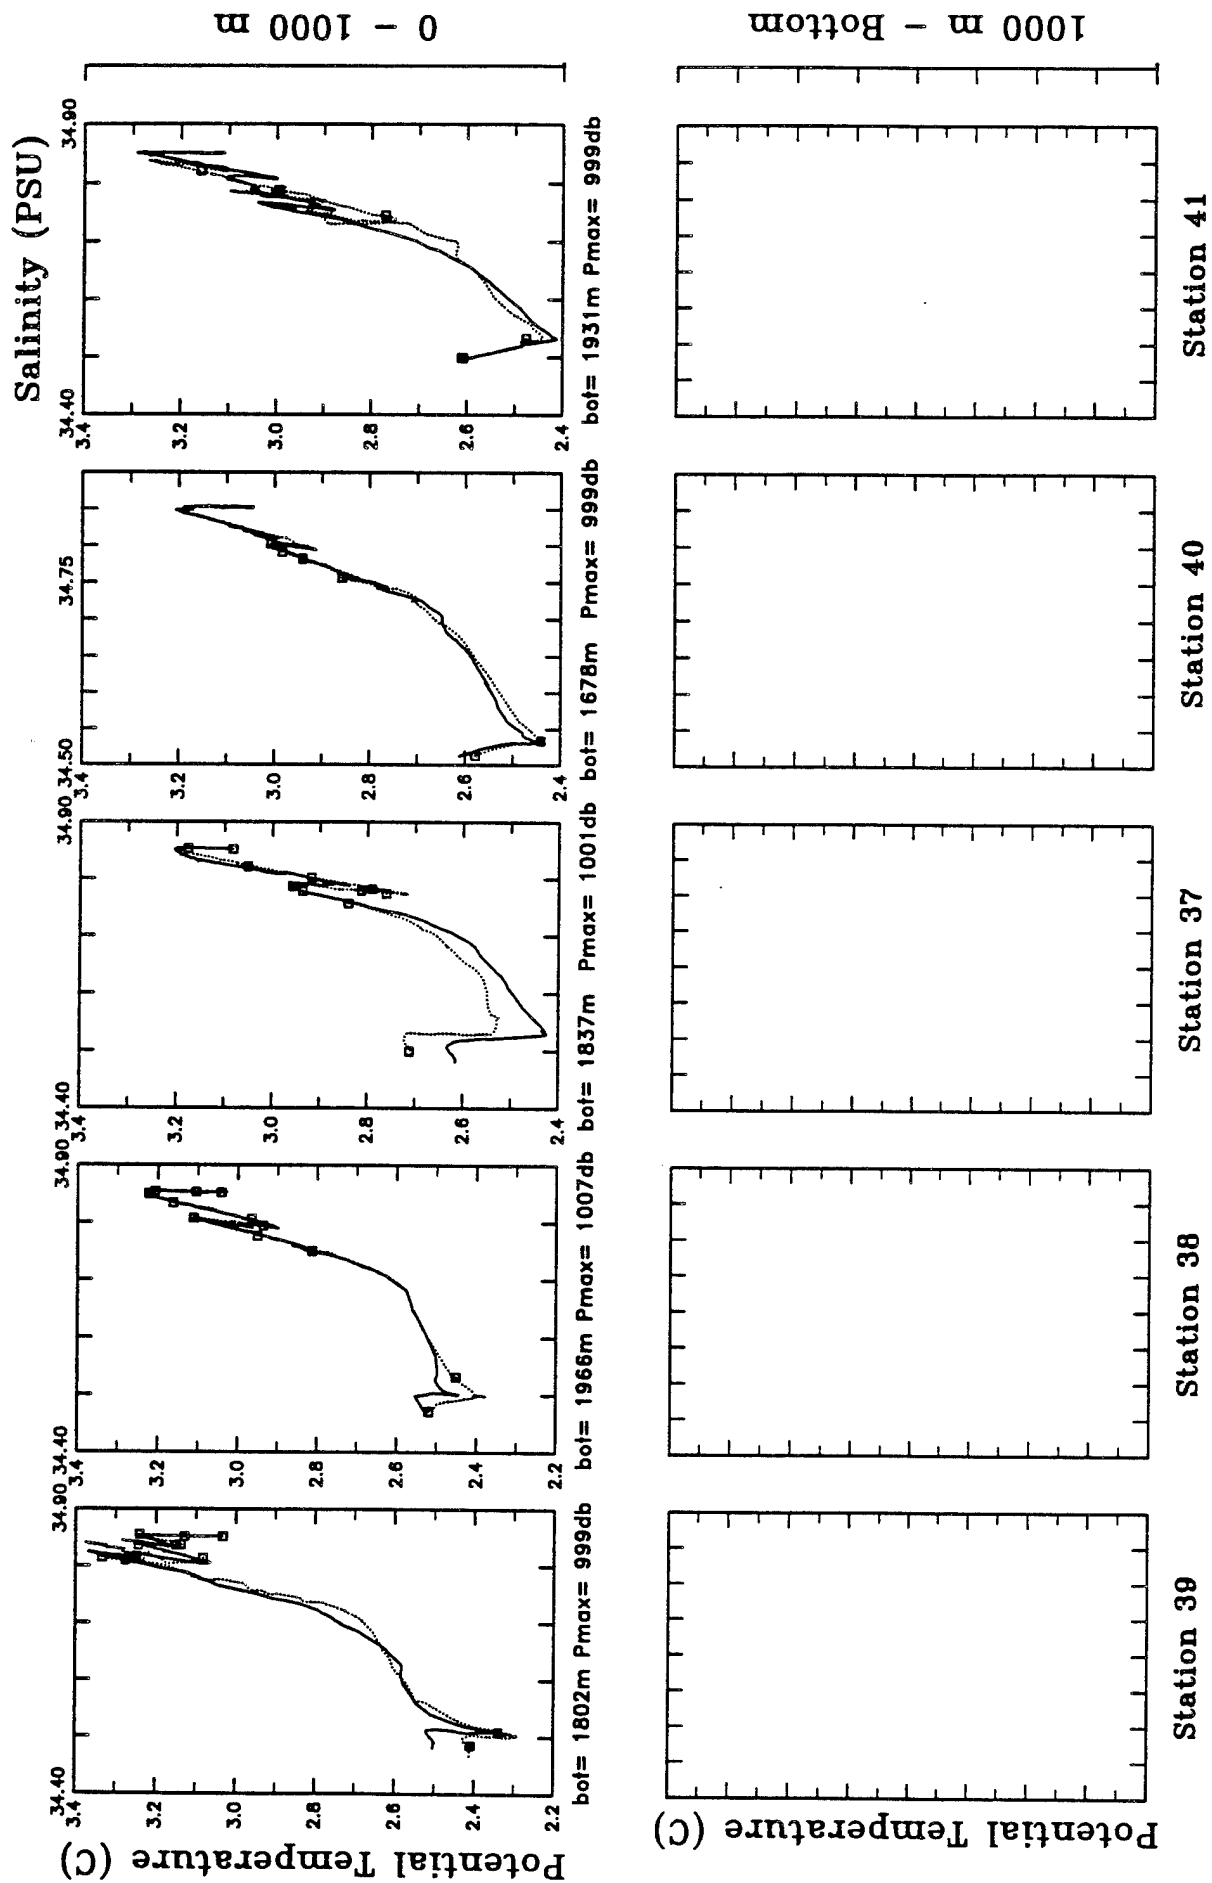 Salinity (PSU)
34.40
34.90
34.40
34.90
34.40
34.90
34.50
34.75
34.40
34.90
3.4
3.2
3.0
2.8
2.6
2.4
2.2
3.4
3.2
3.0
2.8
2.6
2.4
2.2
3.4
3.2
3.0
2.8
2.6
2.4
3.4
3.2
3.0
2.8
2.6
2.4
3.4
3.2
3.0
2.8
2.6
2.4
Potential Temperature (C)
0 - 1000 m
bot= 1802m Pmax= 999db
bot= 1966m Pmax= 1007db
bot= 1837m Pmax= 1001db
bot= 1678m Pmax= 999db
bot= 1931m Pmax= 999db
Potential Temperature (C)
1000 m - Bottom
Station 39
Station 38
Station 37
Station 40
Station 41